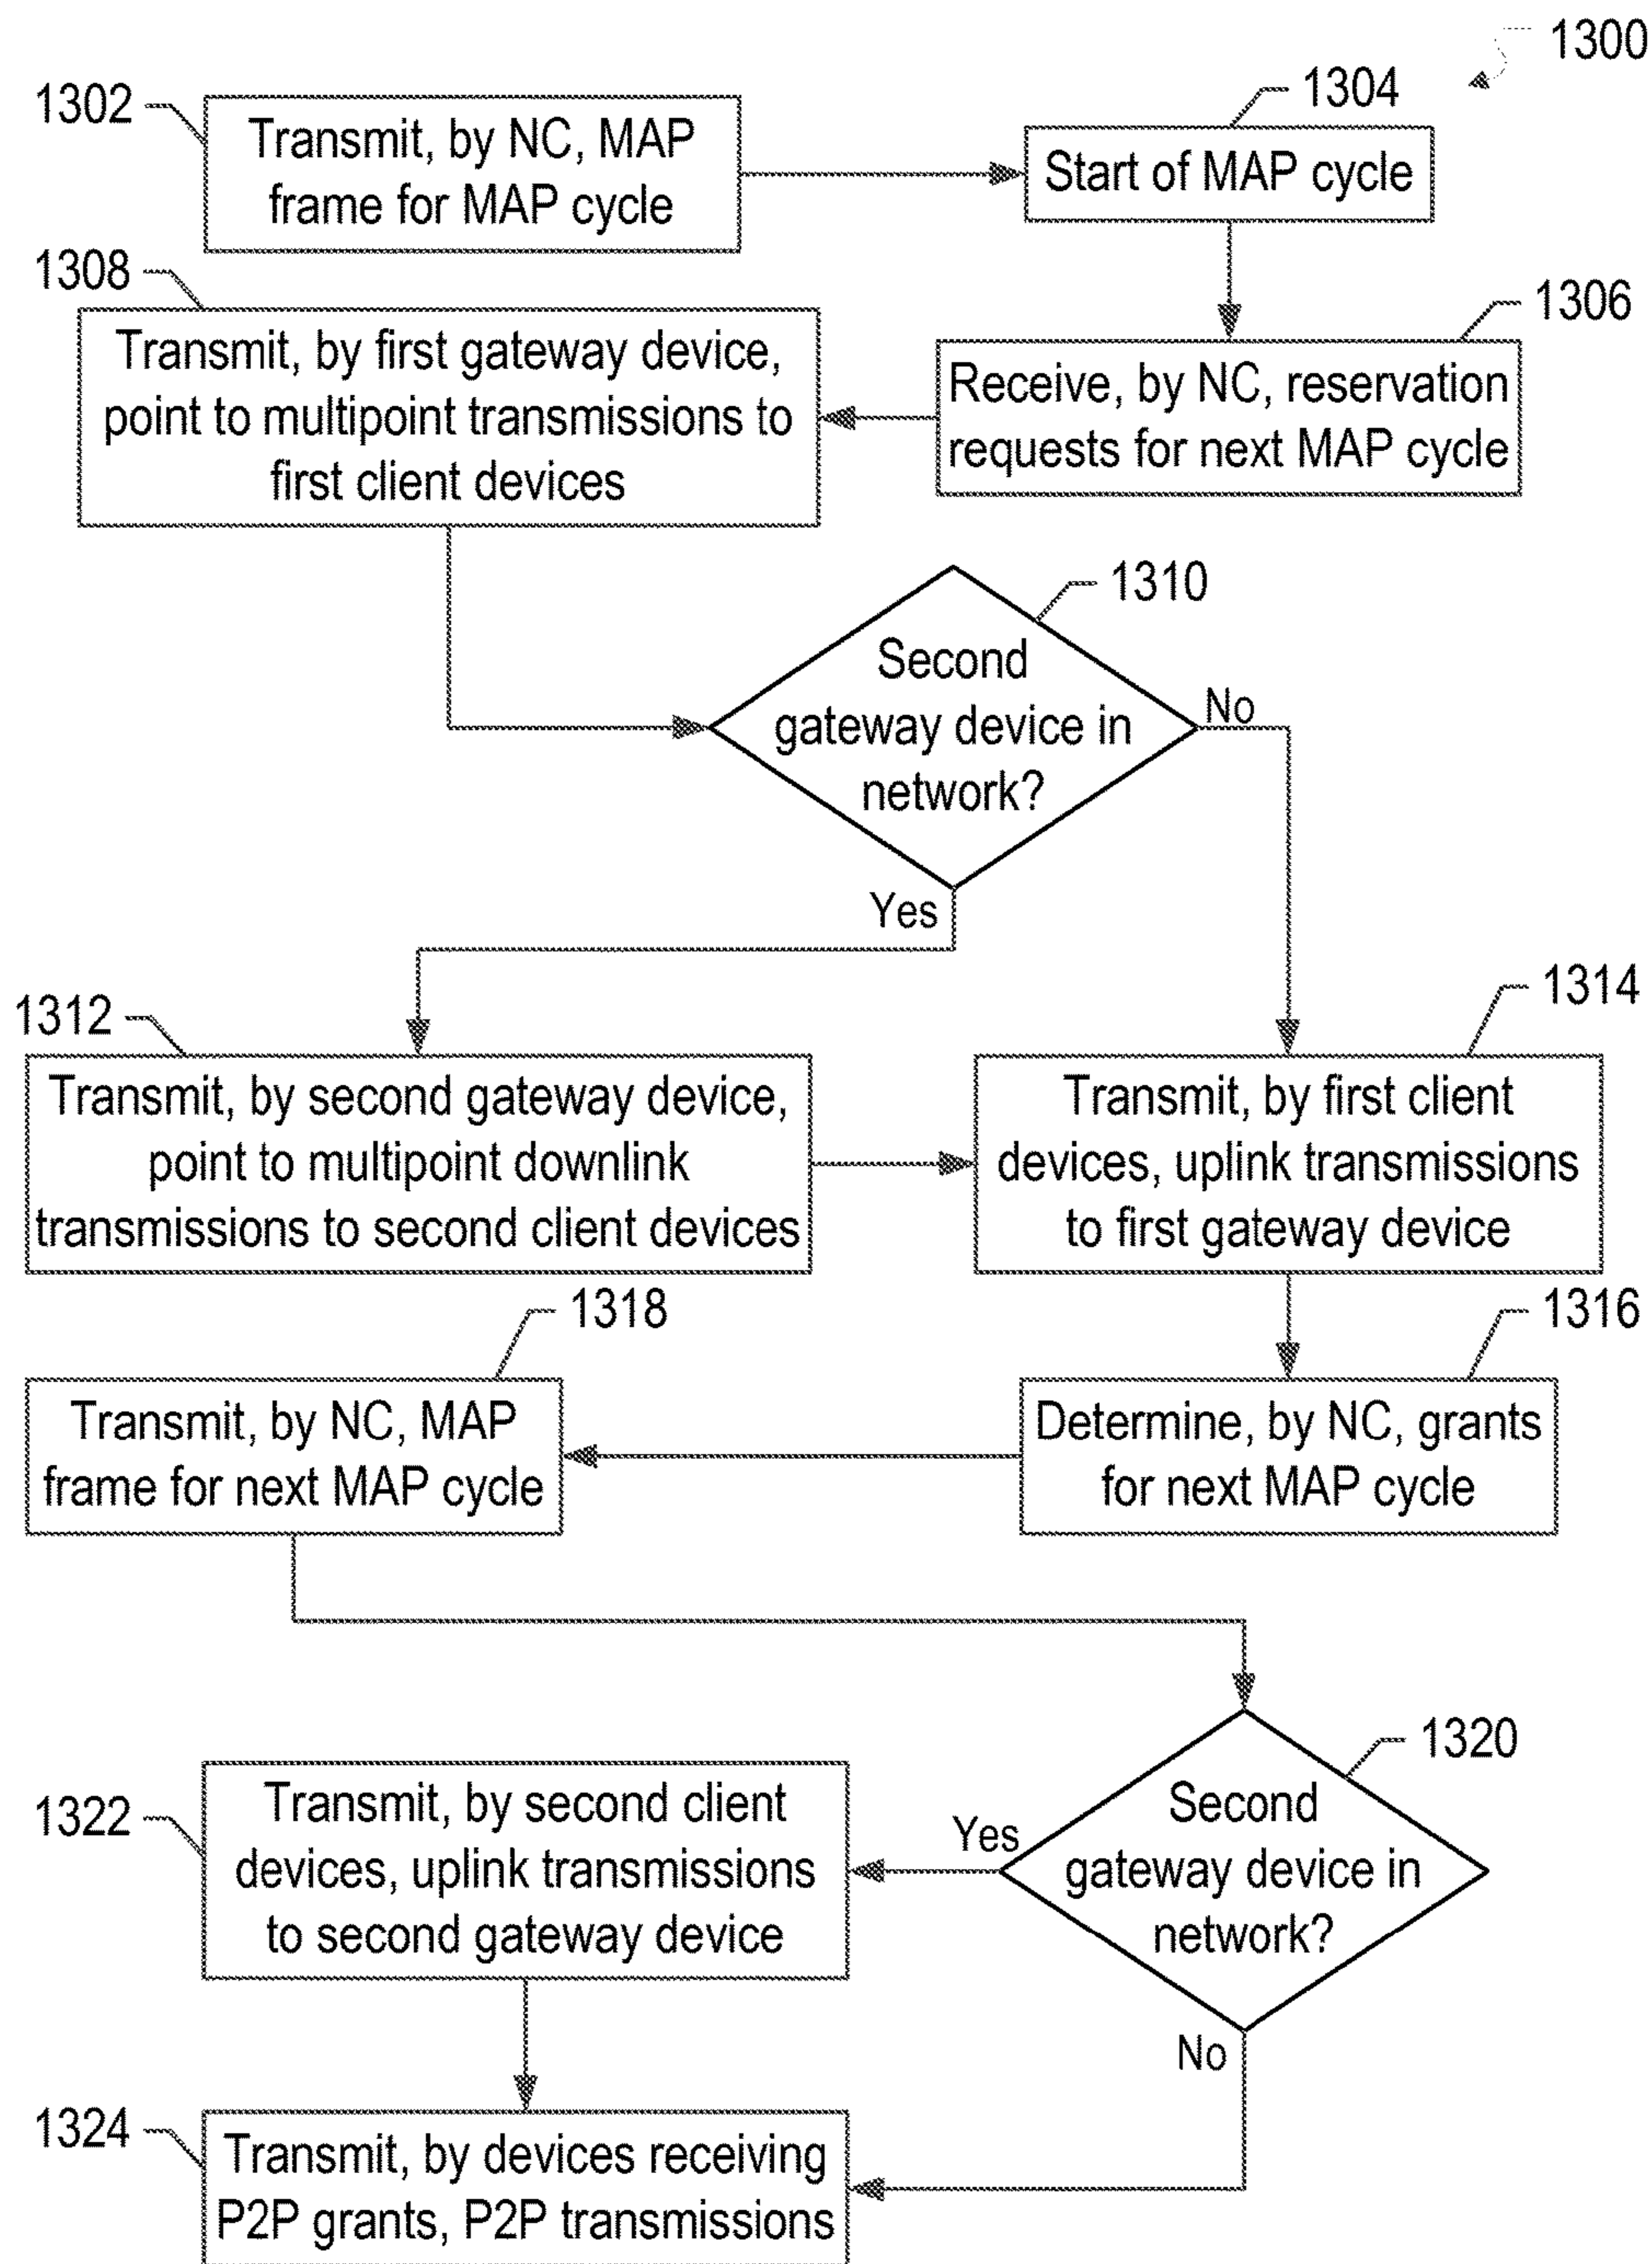 1300
1302
Transmit, by NC, MAP
frame for MAP cycle
1304
Start of MAP cycle
1306
Receive, by NC, reservation
requests for next MAP cycle
1308
Transmit, by first gateway device,
point to multipoint transmissions to
first client devices
1310
Second
gateway device in
network?
No
Yes
1312
Transmit, by second gateway device,
point to multipoint downlink
transmissions to second client devices
1314
Transmit, by first client
devices, uplink transmissions
to first gateway device
1316
Determine, by NC, grants
for next MAP cycle
1318
Transmit, by NC, MAP
frame for next MAP cycle
1320
Second
gateway device in
network?
Yes
No
1322
Transmit, by second client
devices, uplink transmissions
to second gateway device
1324
Transmit, by devices receiving
P2P grants, P2P transmissions